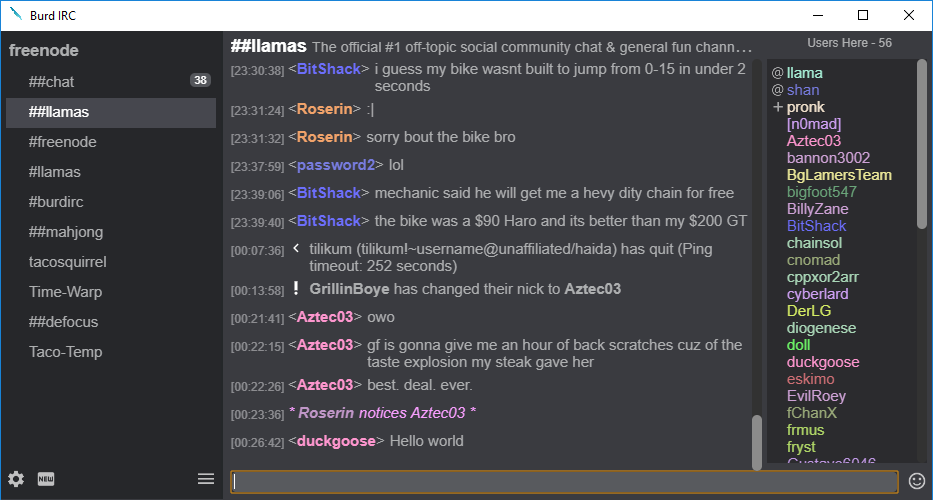 Burd IRC
freenode
##chat 38
##llamas
#freenode
#llamas
#burdirc
##mahjong
tacosquirrel
Time-Warp
##defocus
Taco-Temp
NEW
##llamas The official #1 off-topic social community chat & general fun chann…
[23:30:38] <BitShack> i guess my bike wasnt built to jump from 0-15 in under 2
seconds
[23:31:24] <Roserin> :|
[23:31:32] <Roserin> sorry bout the bike bro
[23:37:59] <password2> lol
[23:39:06] <BitShack> mechanic said he will get me a hevy dity chain for free
[23:39:40] <BitShack> the bike was a $90 Haro and its better than my $200 GT
[00:07:36] < tilikum (tilikum!~username@unaffiliated/haida) has quit (Ping
timeout: 252 seconds)
[00:13:58] ! GrillinBoye has changed their nick to Aztec03
[00:21:41] <Aztec03> owo
[00:22:15] <Aztec03> gf is gonna give me an hour of back scratches cuz of the
taste explosion my steak gave her
[00:22:26] <Aztec03> best. deal. ever.
[00:23:36] * Roserin notices Aztec03 *
[00:26:42] <duckgoose> Hello world
Users Here - 56
@ llama
@ shan
+ pronk
[n0mad]
Aztec03
bannon3002
BgLamersTeam
bigfoot547
BillyZane
BitShack
chainsol
cnomad
cppxor2arr
cyberlard
DerLG
diogenese
doll
duckgoose
eskimo
EvilRoey
fChanX
frmus
fryst